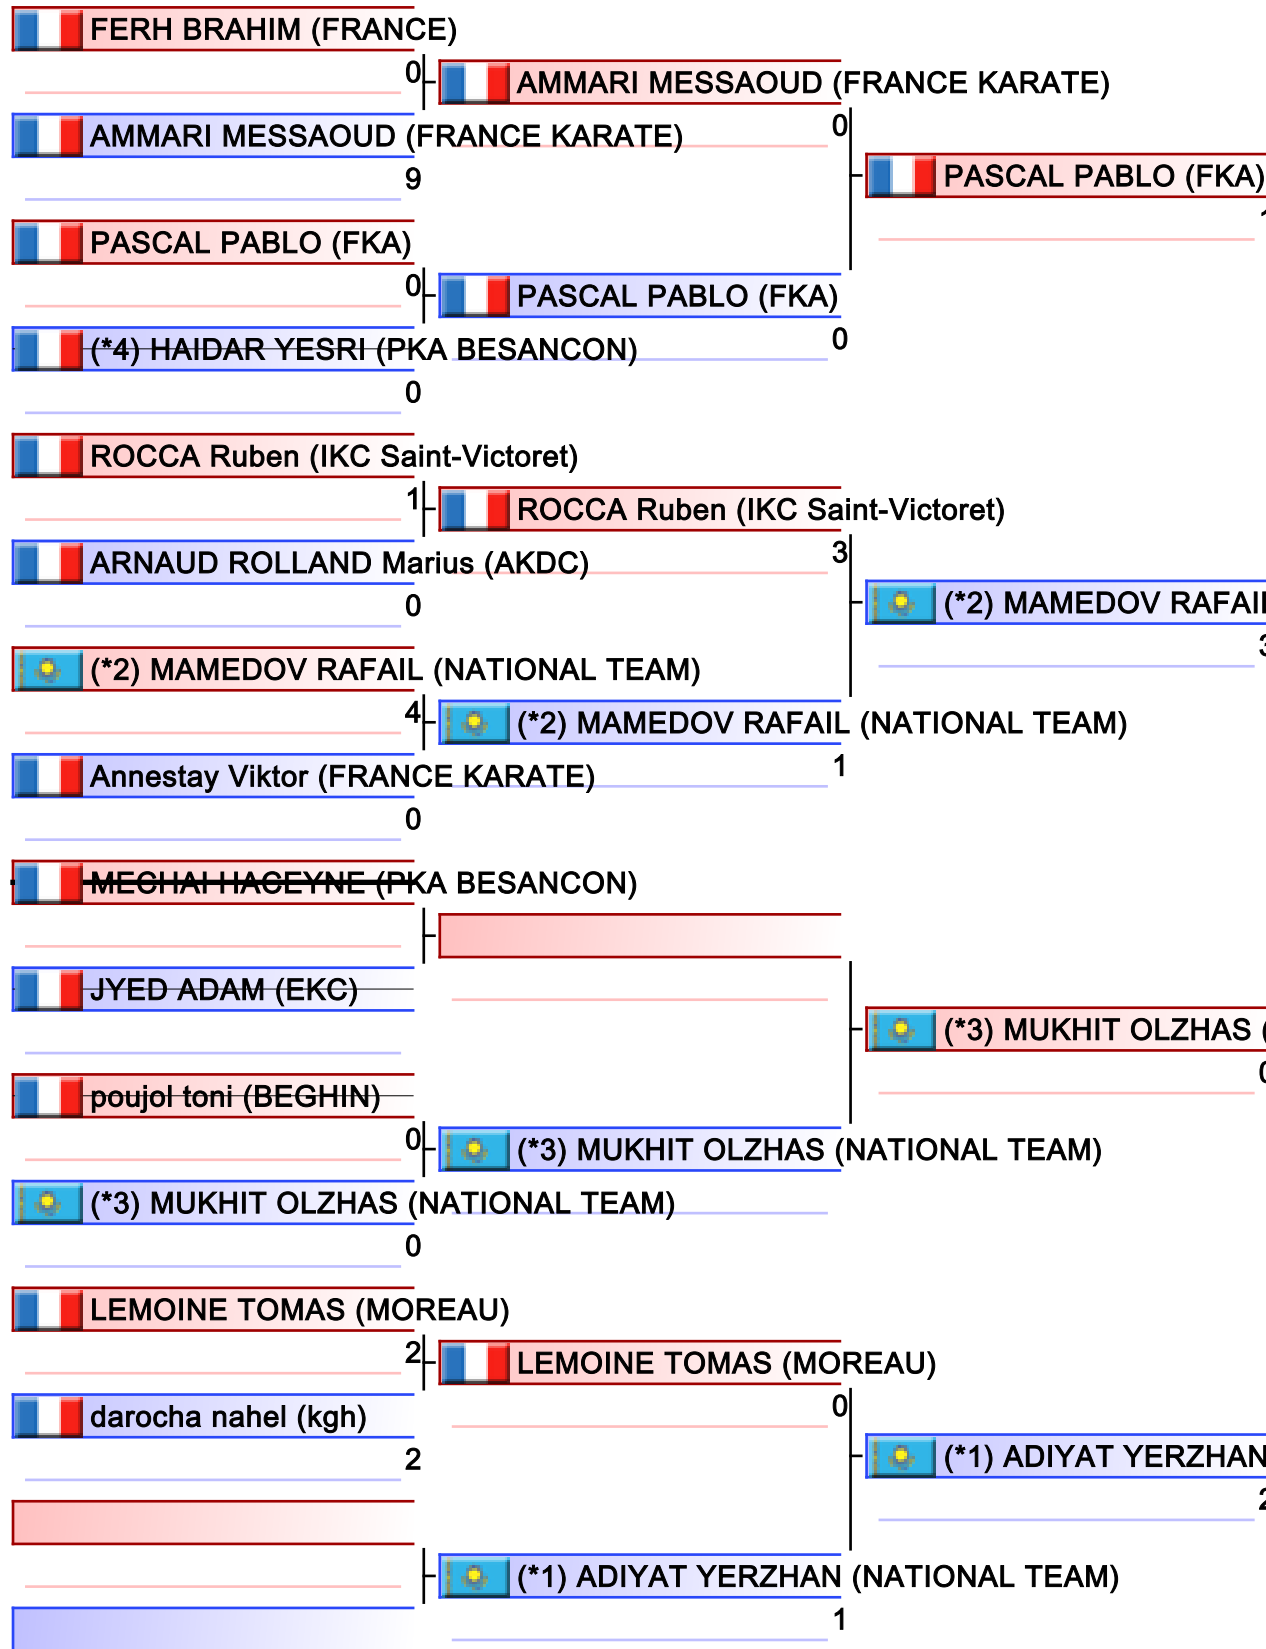 FERH BRAHIM (FRANCE)
0
AMMARI MESSAOUD (FRANCE KARATE)
AMMARI MESSAOUD (FRANCE KARATE)
0
9
PASCAL PABLO (FKA)
1
PASCAL PABLO (FKA)
0
PASCAL PABLO (FKA)
0
(*4) HAIDAR YESRI (PKA BESANCON)
0
ROCCA Ruben (IKC Saint-Victoret)
1
ROCCA Ruben (IKC Saint-Victoret)
3
ARNAUD ROLLAND Marius (AKDC)
0
(*2) MAMEDOV RAFAIL
3
(*2) MAMEDOV RAFAIL (NATIONAL TEAM)
4
(*2) MAMEDOV RAFAIL (NATIONAL TEAM)
1
Annestay Viktor (FRANCE KARATE)
0
MECHAI HACEYNE (PKA BESANCON)
JYED ADAM (EKC)
(*3) MUKHIT OLZHAS (
0
poujol toni (BEGHIN)
0
(*3) MUKHIT OLZHAS (NATIONAL TEAM)
(*3) MUKHIT OLZHAS (NATIONAL TEAM)
0
LEMOINE TOMAS (MOREAU)
2
LEMOINE TOMAS (MOREAU)
0
darocha nahel (kgh)
2
(*1) ADIYAT YERZHAN
2
(*1) ADIYAT YERZHAN (NATIONAL TEAM)
1